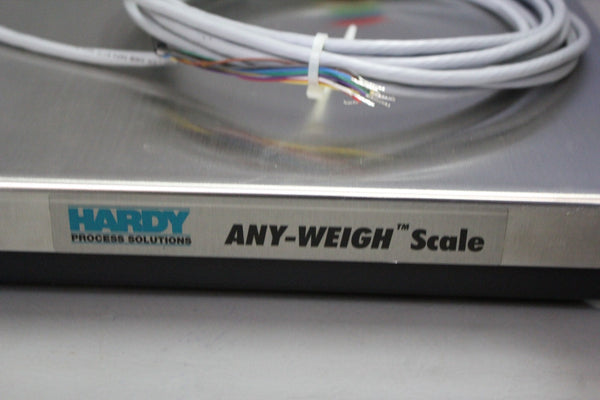 HARDY
PROCESS SOLUTIONS
ANY-WEIGH™ Scale